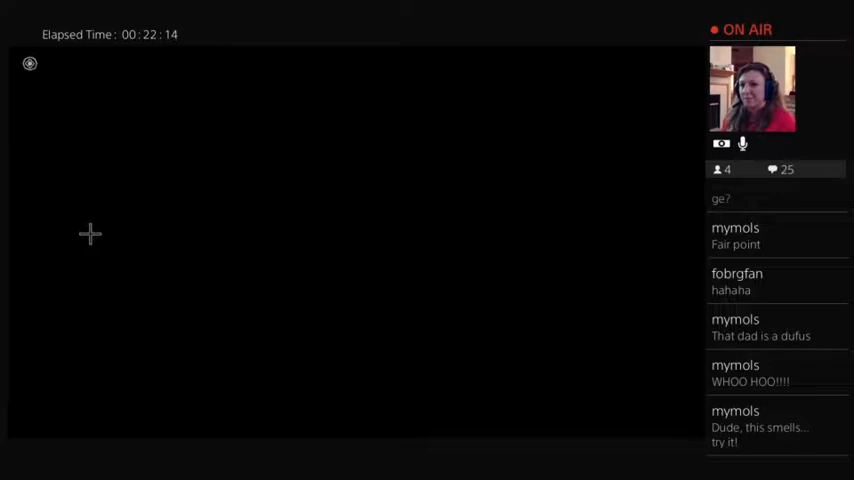 Elapsed Time: 00:22:14
ON AIR
4 25
ge?
mymols
Fair point
fobrgfan
hahaha
mymols
That dad is a dufus
mymols
WHOO HOO!!!!
mymols
Dude, this smells...
try it!